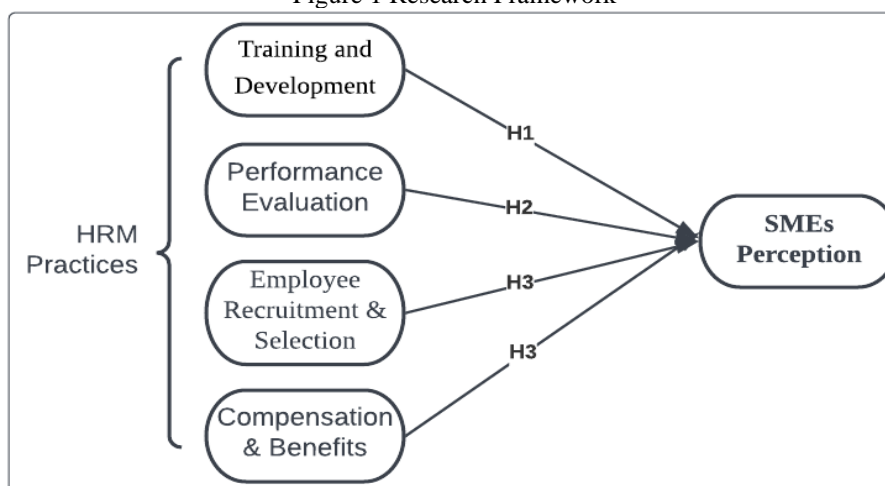 Figure 1 Research Framework
Training and
Development
H1
Performance
Evaluation
H2
SMEs
Perception
HRM
Practices
Employee
Recruitment &
Selection
H3
H3
Compensation
& Benefits